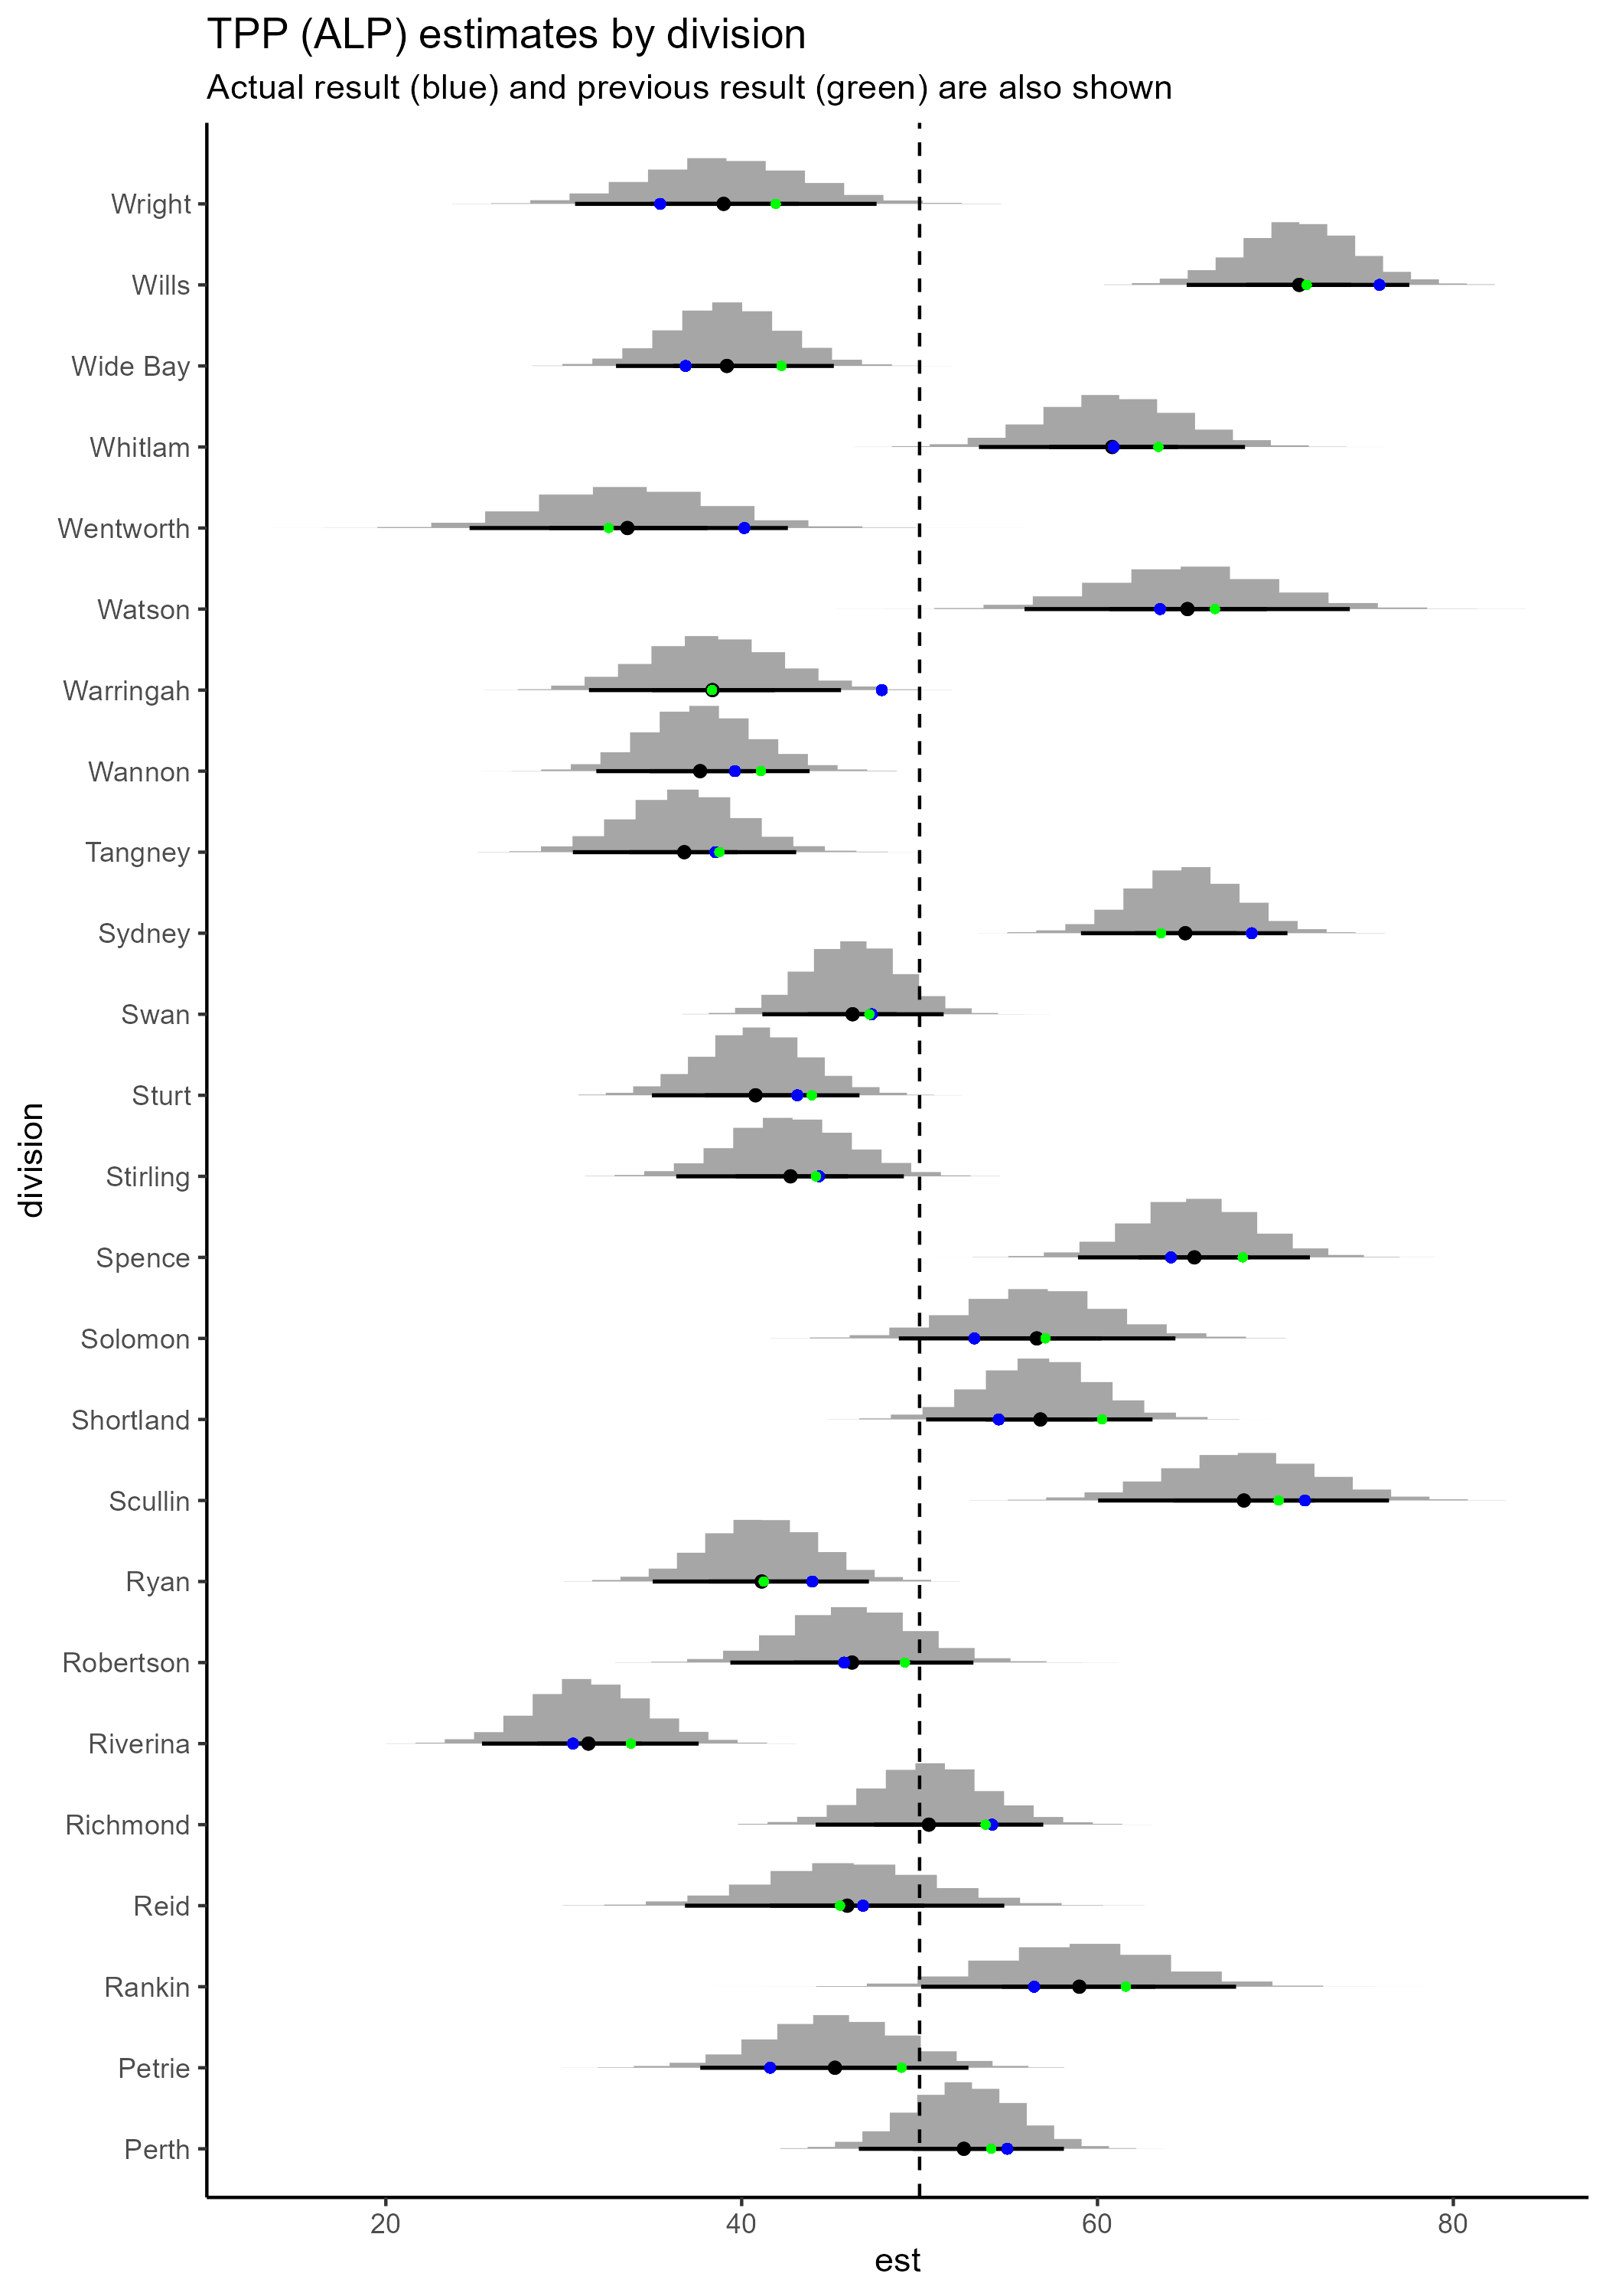 TPP (ALP) estimates by division
Actual result (blue) and previous result (green) are also shown
Wright
Wills
Wide Bay
Whitlam
Wentworth
Watson
Warringah
Wannon
Tangney
Sydney
Swan
Sturt
Stirling
Spence
Solomon
Shortland
Scullin
Ryan
Robertson
Riverina
Richmond
Reid
Rankin
Petrie
Perth
division
20 40 60 80
est